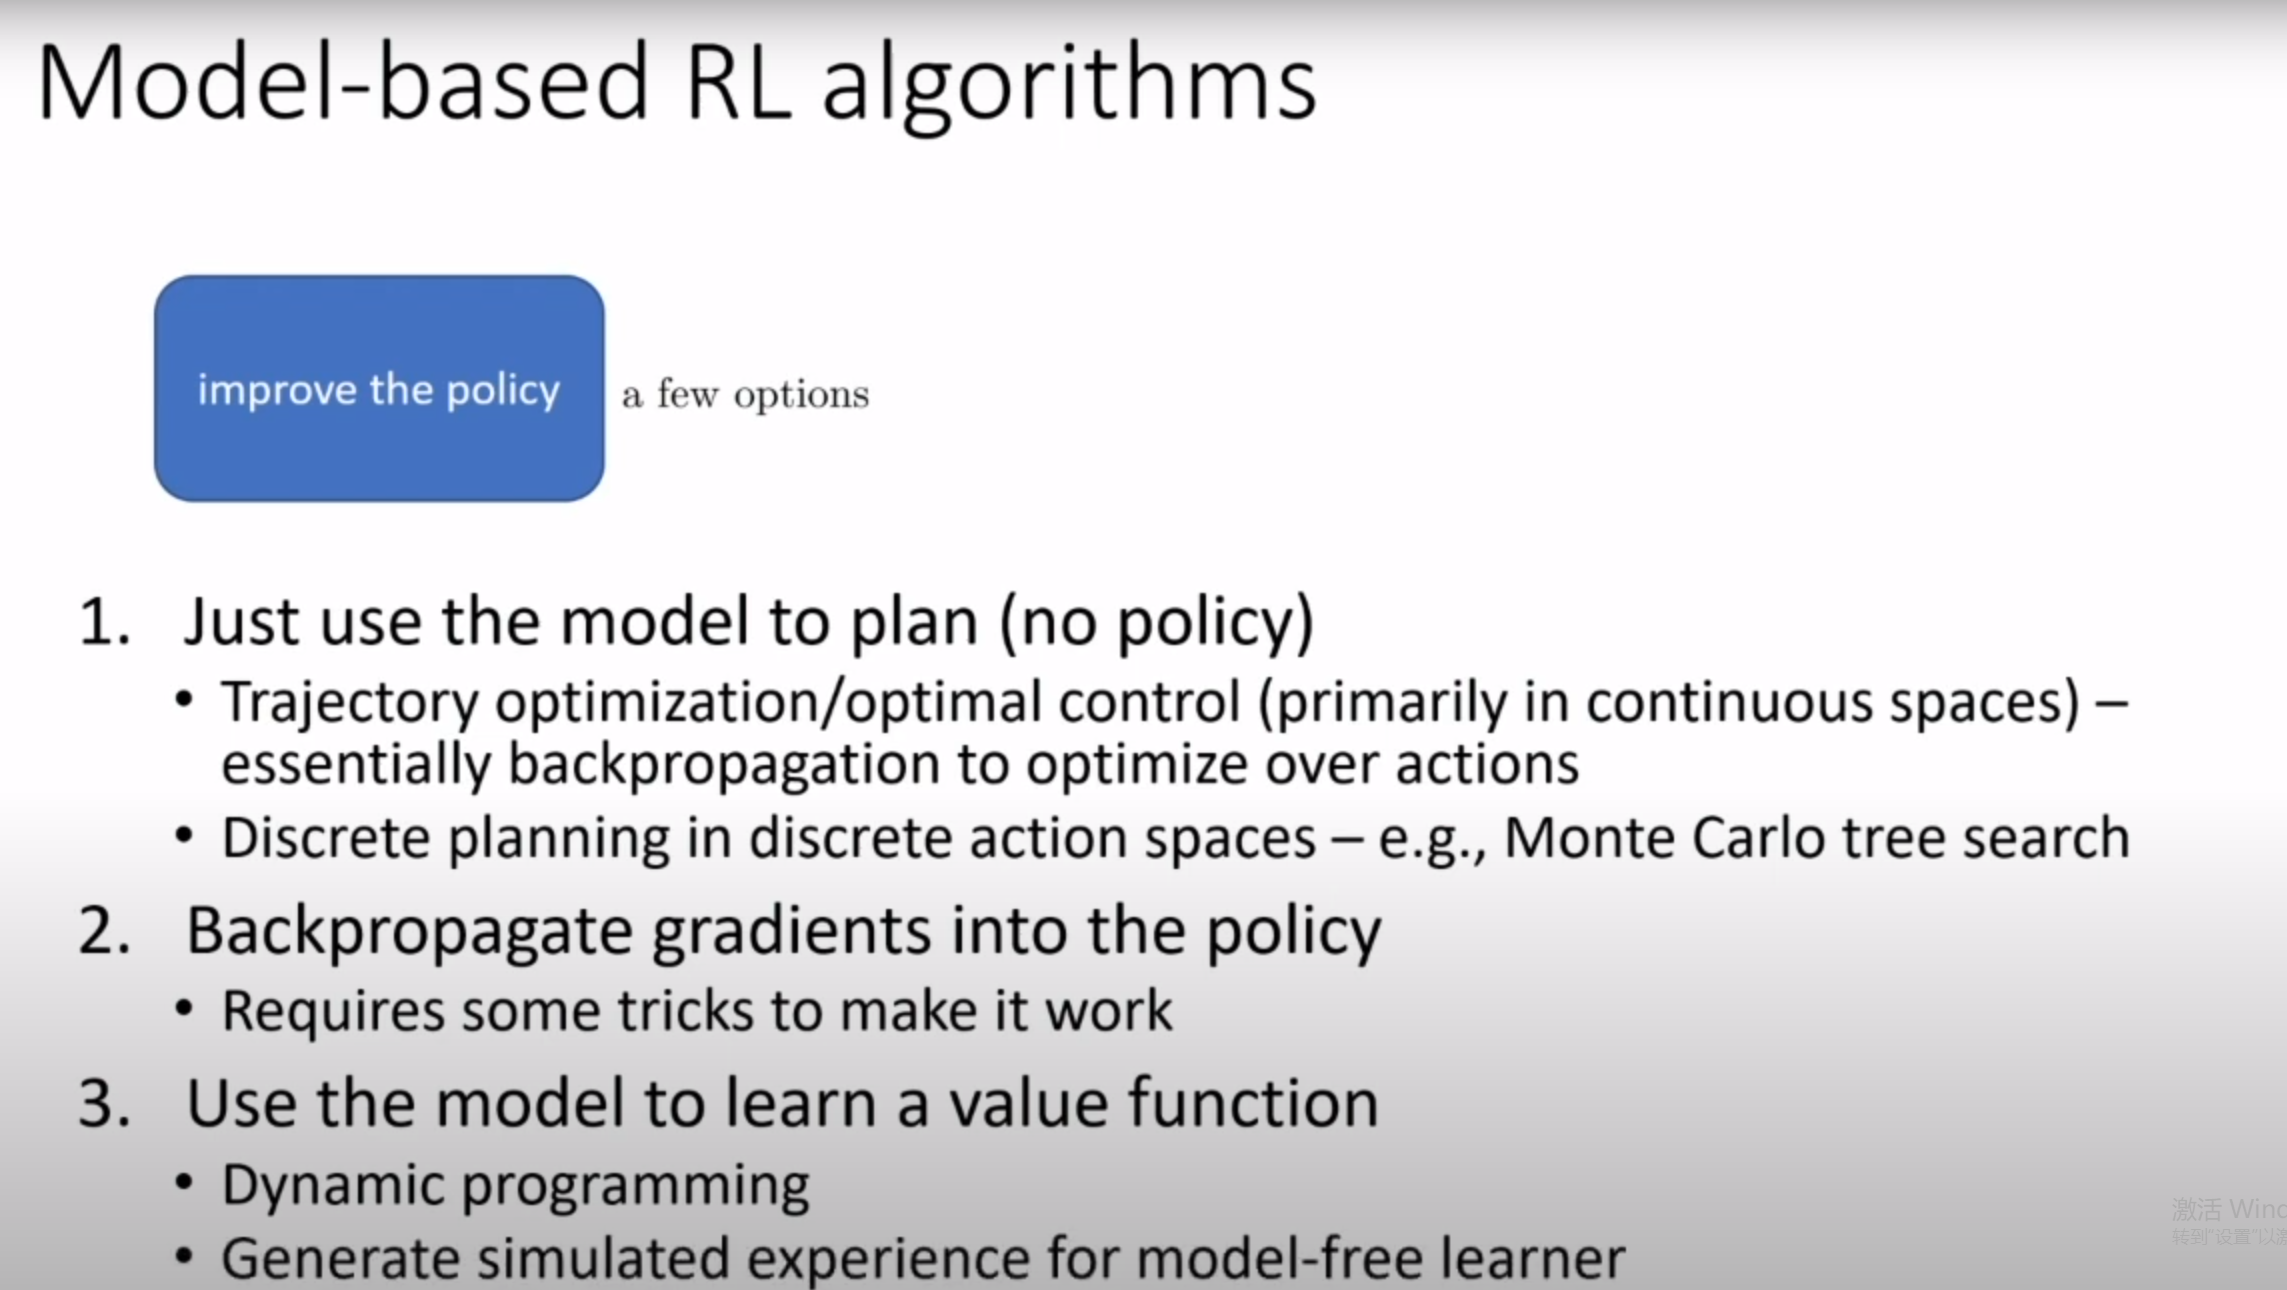 Model-based RL algorithms
improve the policy
a few options
1. Just use the model to plan (no policy)
• Trajectory optimization/optimal control (primarily in continuous spaces) –
essentially backpropagation to optimize over actions
• Discrete planning in discrete action spaces – e.g., Monte Carlo tree search
2. Backpropagate gradients into the policy
• Requires some tricks to make it work
3. Use the model to learn a value function
• Dynamic programming
• Generate simulated experience for model-free learner
激活 Winc
转到"设置"以激